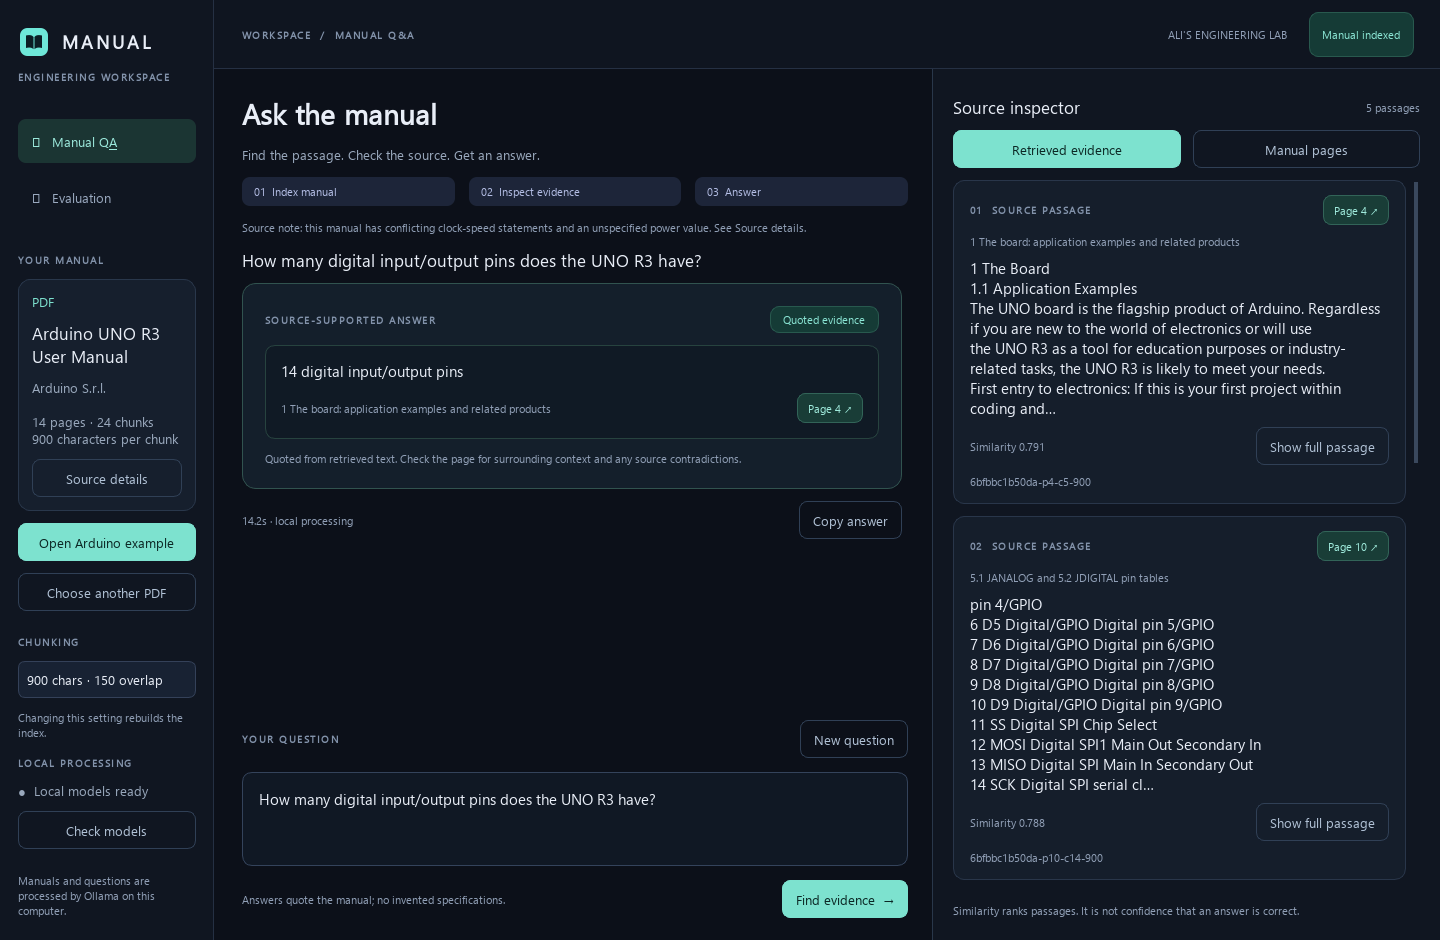 MANUAL
ENGINEERING WORKSPACE
Manual QA
Evaluation
YOUR MANUAL
PDF
Arduino UNO R3
User Manual
Arduino S.r.l.
14 pages · 24 chunks
900 characters per chunk
Source details
Open Arduino example
Choose another PDF
CHUNKING
900 chars · 150 overlap
Changing this setting rebuilds the
index.
LOCAL PROCESSING
● Local models ready
Check models
Manuals and questions are
processed by Ollama on this
computer.
WORKSPACE / MANUAL Q&A
ALI'S ENGINEERING LAB
Manual indexed
Ask the manual
Find the passage. Check the source. Get an answer.
01 Index manual
02 Inspect evidence
03 Answer
Source note: this manual has conflicting clock-speed statements and an unspecified power value. See Source details.
How many digital input/output pins does the UNO R3 have?
SOURCE-SUPPORTED ANSWER
Quoted evidence
14 digital input/output pins
1 The board: application examples and related products
Page 4 ↗
Quoted from retrieved text. Check the page for surrounding context and any source contradictions.
14.2s · local processing
Copy answer
YOUR QUESTION
New question
How many digital input/output pins does the UNO R3 have?
Answers quote the manual; no invented specifications.
Find evidence →
Source inspector
5 passages
Retrieved evidence
Manual pages
01 SOURCE PASSAGE
Page 4 ↗
1 The board: application examples and related products
1 The Board
1.1 Application Examples
The UNO board is the flagship product of Arduino. Regardless
if you are new to the world of electronics or will use
the UNO R3 as a tool for education purposes or industry-
related tasks, the UNO R3 is likely to meet your needs.
First entry to electronics: If this is your first project within
coding and…
Similarity 0.791
Show full passage
6bfbbc1b50da-p4-c5-900
02 SOURCE PASSAGE
Page 10 ↗
5.1 JANALOG and 5.2 JDIGITAL pin tables
pin 4/GPIO
6 D5 Digital/GPIO Digital pin 5/GPIO
7 D6 Digital/GPIO Digital pin 6/GPIO
8 D7 Digital/GPIO Digital pin 7/GPIO
9 D8 Digital/GPIO Digital pin 8/GPIO
10 D9 Digital/GPIO Digital pin 9/GPIO
11 SS Digital SPI Chip Select
12 MOSI Digital SPI1 Main Out Secondary In
13 MISO Digital SPI Main In Secondary Out
14 SCK Digital SPI serial cl…
Similarity 0.788
Show full passage
6bfbbc1b50da-p10-c14-900
Similarity ranks passages. It is not confidence that an answer is correct.